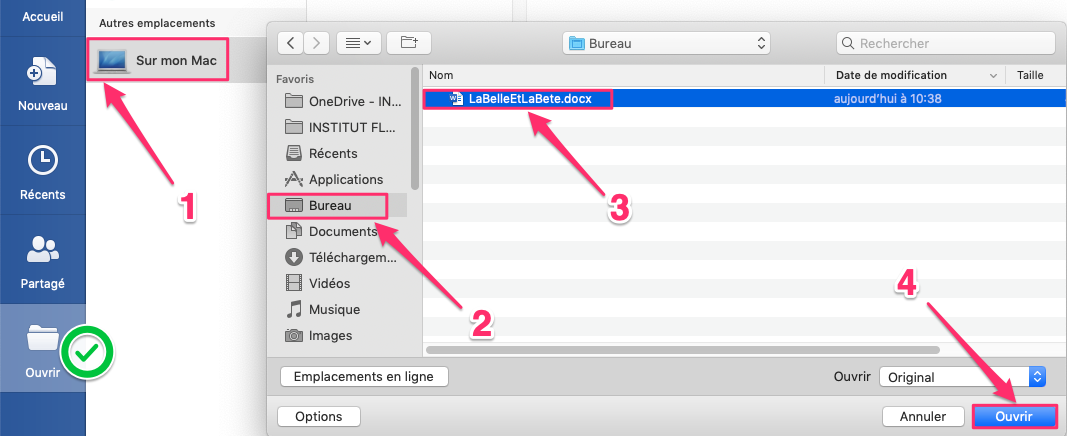 Accueil
Nouveau
Récents
Partagé
Ouvrir
Autres emplacements
Sur mon Mac
1
Bureau
Rechercher
Favoris
OneDrive - IN...
INSTITUT FL...
Récents
Applications
Bureau
Documents
Téléchargem...
Vidéos
Musique
Images
2
Nom
Date de modification
Taille
LaBelleEtLaBete.docx
aujourd'hui à 10:38
3
4
Emplacements en ligne
Ouvrir
Original
Options
Annuler
Ouvrir